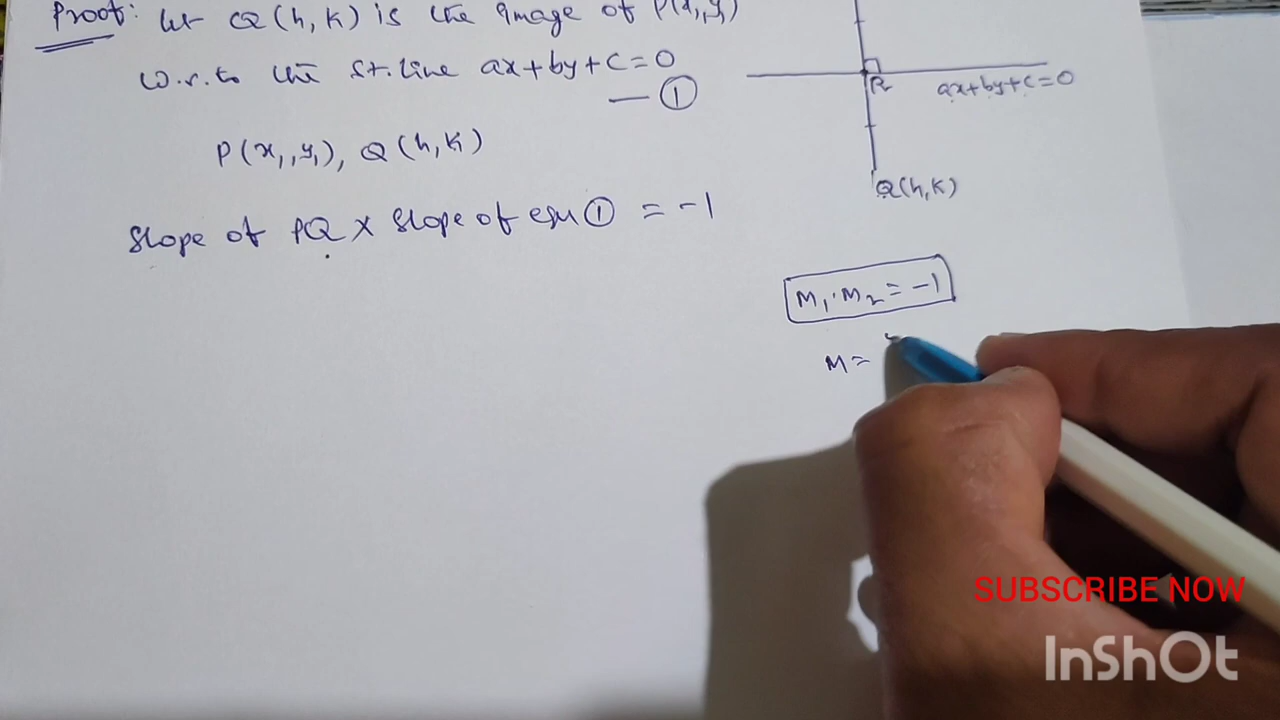 Proof: Let Q(h,k) is the image of P(x₁,y₁)
w.r.to the st.line ax+by+c=0
— ①
P(x₁,y₁), Q(h,k)
Slope of PQ x slope of equ ① = -1
R
ax+by+c=0
Q(h,k)
M₁·M₂ = -1
M =
SUBSCRIBE NOW
InShOt